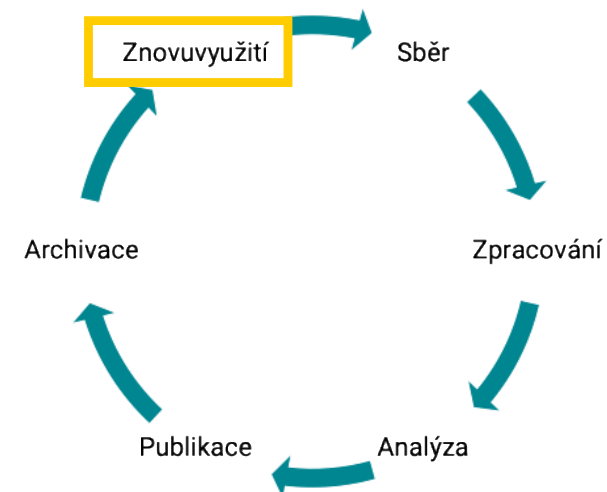 Znovuvyužití
Sběr
Zpracování
Analýza
Publikace
Archivace